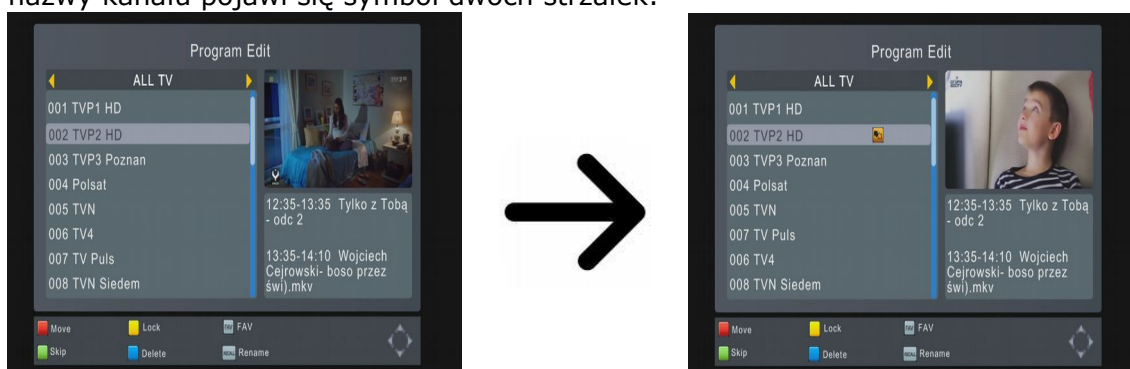 nazwy kanału pojawi się symbol dwóch strzałek.
Program Edit
ALL TV
001 TVP1 HD
002 TVP2 HD
003 TVP3 Poznan
004 Polsat
005 TVN
006 TV4
007 TV Puls
008 TVN Siedem
12:35-13:35 Tylko z Tobą
- odc 2
13:35-14:10 Wojciech
Cejrowski- boso przez
świ).mkv
Move
Lock
FAV FAV
Skip
Delete
RECALL Rename
Program Edit
ALL TV
001 TVP1 HD
002 TVP2 HD
003 TVP3 Poznan
004 Polsat
005 TVN
007 TV Puls
006 TV4
008 TVN Siedem
12:35-13:35 Tylko z Tobą
- odc 2
13:35-14:10 Wojciech
Cejrowski- boso przez
świ).mkv
Move
Lock
FAV FAV
Skip
Delete
RECALL Rename